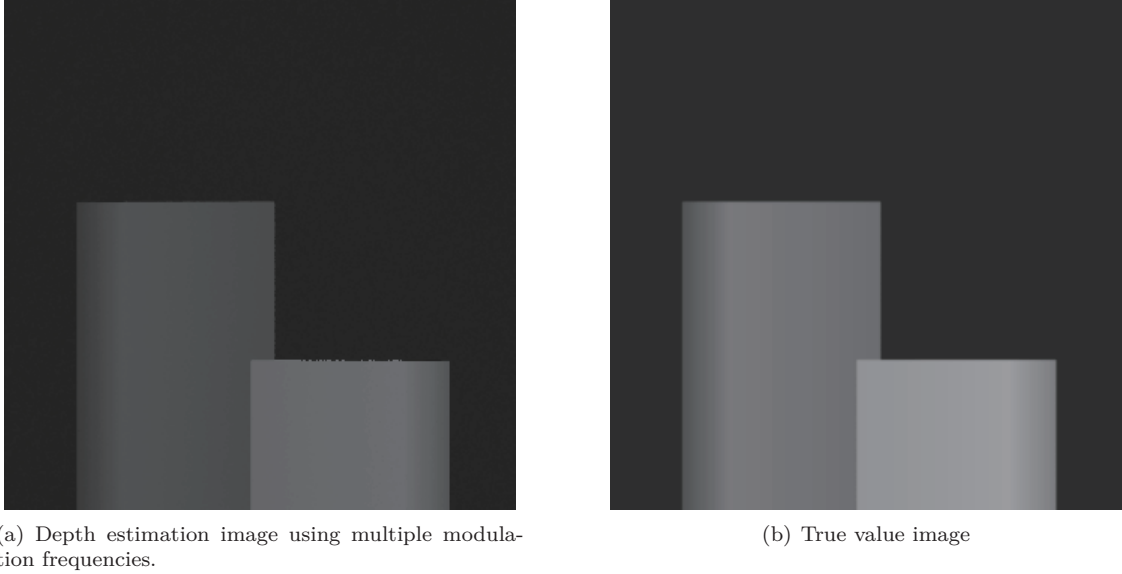 (a) Depth estimation image using multiple modula-
tion frequencies.
(b) True value image